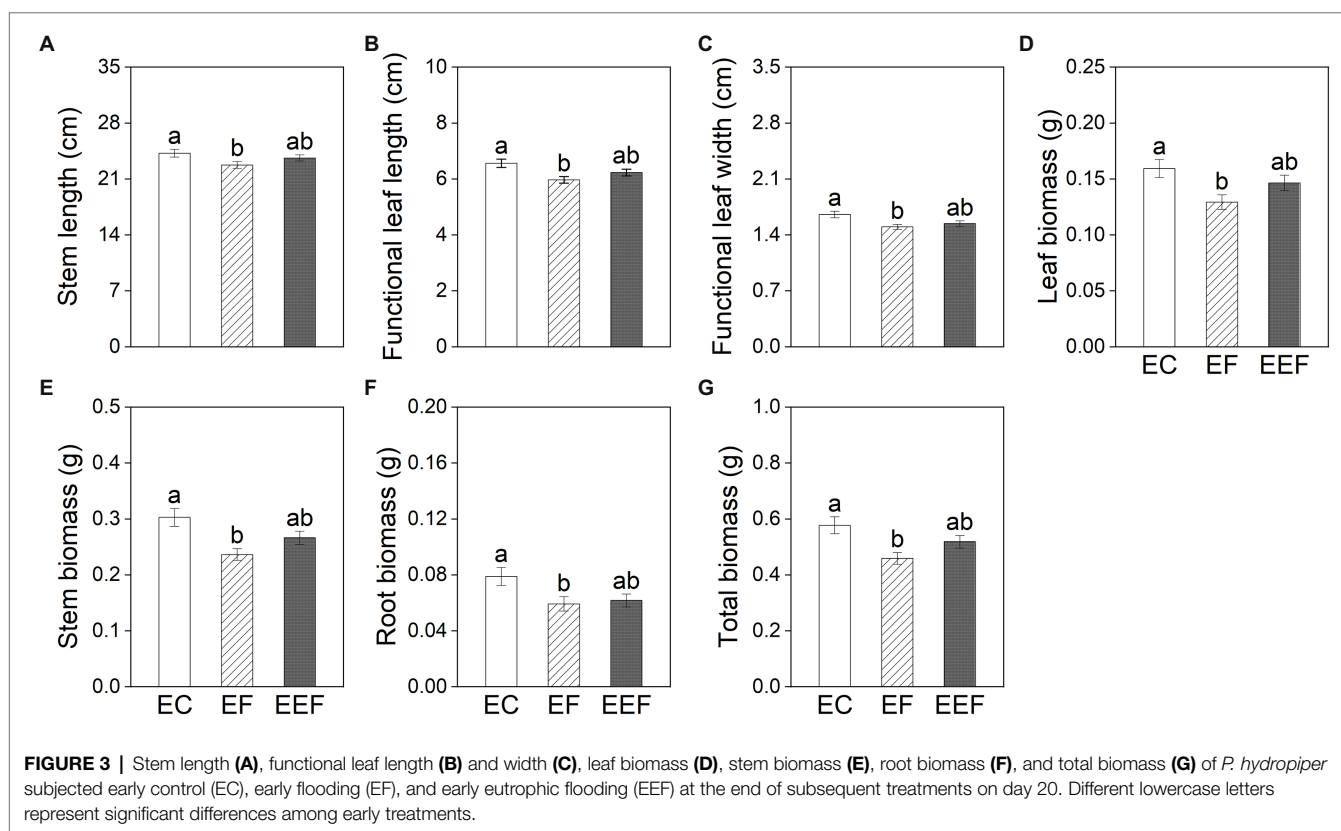 A
Stem length (cm)
35
28
21
14
7
0
a
b
ab
B
Functional leaf length (cm)
10
8
6
4
2
0
a
b
ab
C
Functional leaf width (cm)
3.5
2.8
2.1
1.4
0.7
0.0
a
b
ab
D
Leaf biomass (g)
0.25
0.20
0.15
0.10
0.05
0.00
a
b
ab
EC EF EEF
E
Stem biomass (g)
0.5
0.4
0.3
0.2
0.1
0.0
a
b
ab
EC EF EEF
F
Root biomass (g)
0.20
0.16
0.12
0.08
0.04
0.00
a
b
ab
EC EF EEF
G
Total biomass (g)
1.0
0.8
0.6
0.4
0.2
0.0
a
b
ab
EC EF EEF
FIGURE 3 | Stem length (A), functional leaf length (B) and width (C), leaf biomass (D), stem biomass (E), root biomass (F), and total biomass (G) of P. hydropiper
subjected early control (EC), early flooding (EF), and early eutrophic flooding (EEF) at the end of subsequent treatments on day 20. Different lowercase letters
represent significant differences among early treatments.